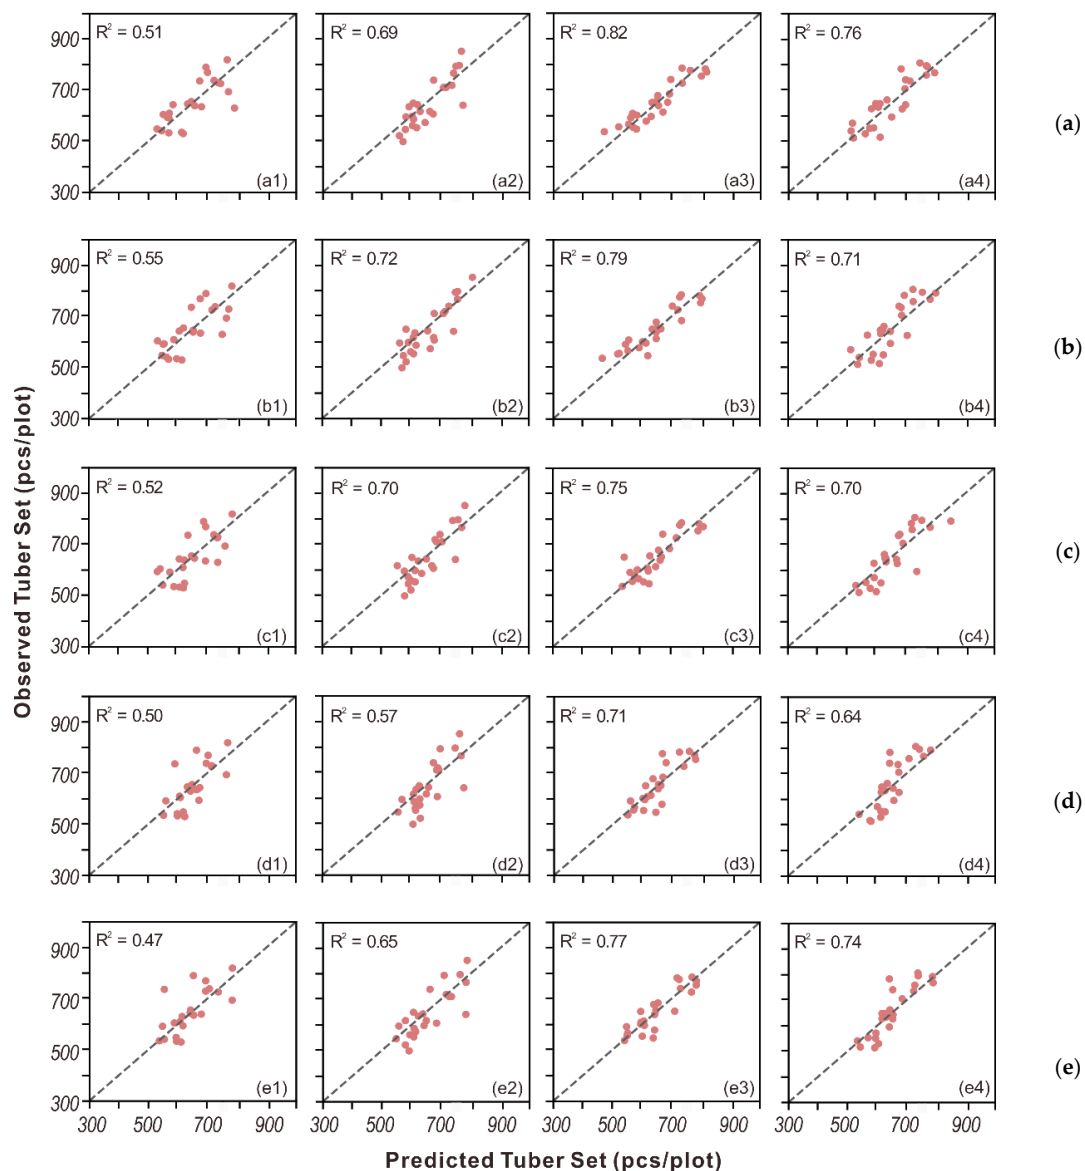 R² = 0.51
R² = 0.69
R² = 0.82
R² = 0.76
900
700
500
300
(a1)
(a2)
(a3)
(a4)
(a)
R² = 0.55
R² = 0.72
R² = 0.79
R² = 0.71
900
700
500
300
(b1)
(b2)
(b3)
(b4)
(b)
R² = 0.52
R² = 0.70
R² = 0.75
R² = 0.70
900
700
500
300
(c1)
(c2)
(c3)
(c4)
(c)
R² = 0.50
R² = 0.57
R² = 0.71
R² = 0.64
900
700
500
300
(d1)
(d2)
(d3)
(d4)
(d)
R² = 0.47
R² = 0.65
R² = 0.77
R² = 0.74
900
700
500
300
(e1)
(e2)
(e3)
(e4)
(e)
300 500 700 900 300 500 700 900 300 500 700 900 300 500 700 900
Observed Tuber Set (pcs/plot)
Predicted Tuber Set (pcs/plot)